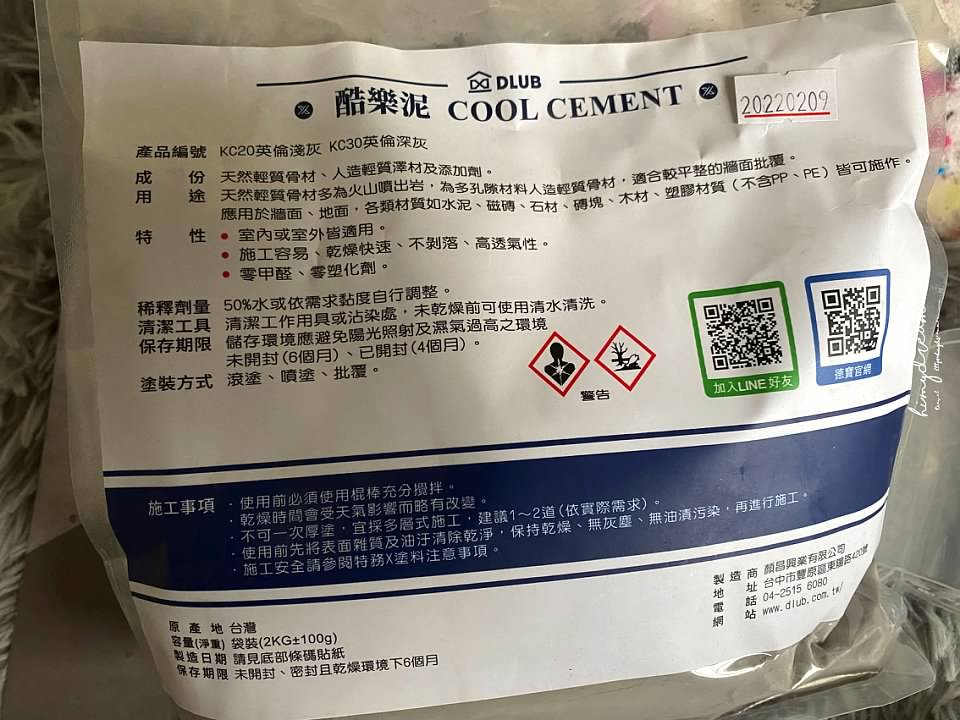 DLUB
酷樂泥 COOL CEMENT
20220209
產品編號 KC20英倫淺灰 KC30英倫深灰
成份 天然輕質骨材、人造輕質澤材及添加劑。
用途 天然輕質骨材多為火山噴出岩，為多孔隙材料人造輕質骨材，適合較平整的牆面批覆。
應用於牆面、地面，各類材質如水泥、磁磚、石材、磚塊、木材、塑膠材質（不含PP、PE）皆可施作。
特性 • 室內或室外皆適用。
• 施工容易、乾燥快速、不剝落、高透氣性。
• 零甲醛、零塑化劑。
稀釋劑量 50%水或依需求黏度自行調整。
清潔工具 清潔工作用具或沾染處，未乾燥前可使用清水清洗。
保存期限 儲存環境應避免陽光照射及濕氣過高之環境
未開封(6個月)、已開封(4個月)。
塗裝方式 滾塗、噴塗、批覆。
警告
加入LINE好友
德寶官網
施工事項 · 使用前必須使用棍棒充分攪拌。
· 乾燥時間會受天氣影響而略有改變。
· 不可一次厚塗，宜採多層式施工，建議1～2道(依實際需求)。
· 使用前先將表面雜質及油汙清除乾淨，保持乾燥、無灰塵、無油漬污染，再進行施工。
· 施工安全請參閱特務X塗料注意事項。
製造商 顏昌興業有限公司
地址 台中市豐原區東陽路420號
電話 04-2515 6080
網站 www.dlub.com.tw/
原產地 台灣
容量(淨重) 袋裝(2KG±100g)
製造日期 請見底部條碼貼紙
保存期限 未開封、密封且乾燥環境下6個月